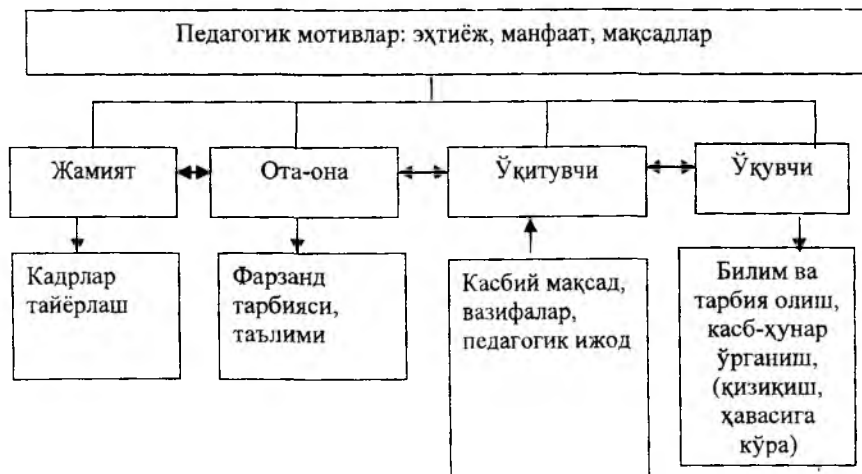 Педагогик мотивлар: эҳтиёж, манфаат, мақсадлар
Жамият
Ота-она
Ўқитувчи
Ўқувчи
Кадрлар
тайёрлаш
Фарзанд
тарбияси,
таълими
Касбий мақсад,
вазифалар,
педагогик ижод
Билим ва
тарбия олиш,
касб-ҳунар
ўрганиш,
(қизиқиш,
ҳавасига
кўра)